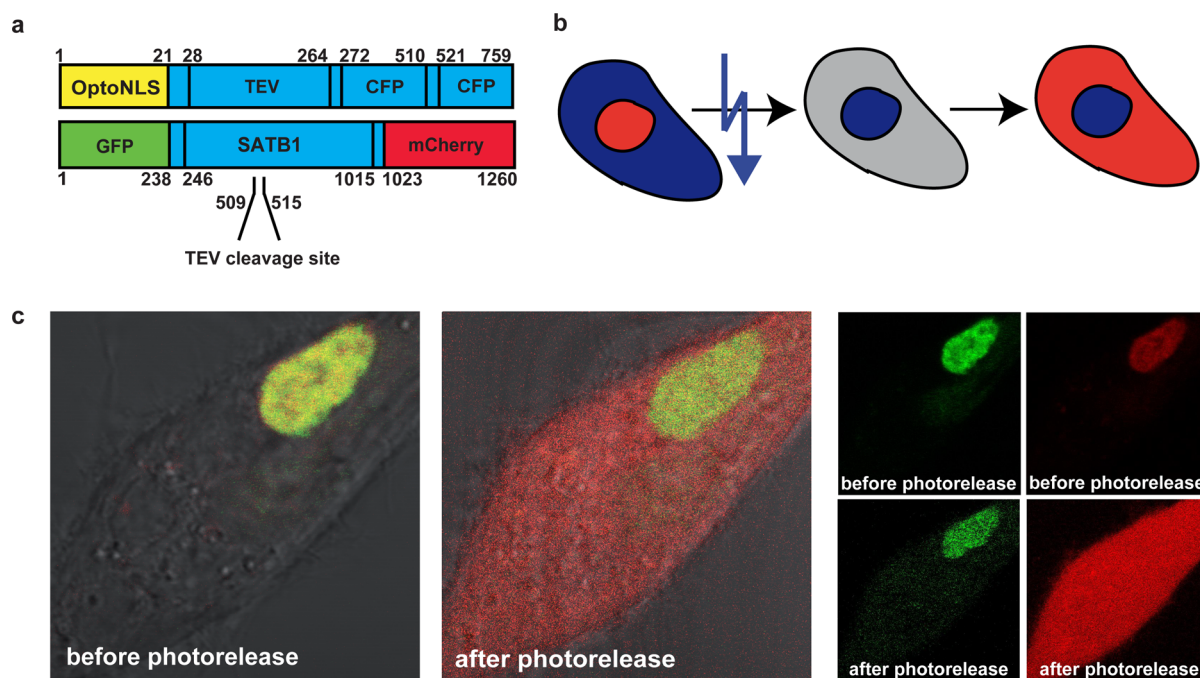 a
1 21 28 264 272 510 521 759
OptoNLS TEV CFP CFP
GFP SATB1 mCherry
1 238 246 1015 1023 1260
509 515
TEV cleavage site
b
c
before photorelease
after photorelease
before photorelease
before photorelease
after photorelease
after photorelease